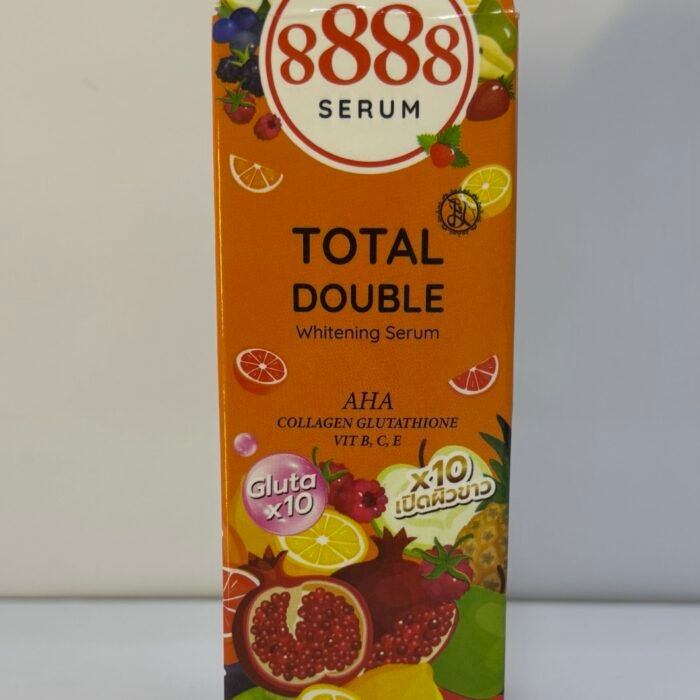 8888
SERUM
TOTAL
DOUBLE
Whitening Serum
AHA
COLLAGEN GLUTATHIONE
VIT B, C, E
Gluta
x10
x10
เปิดผิวขาว